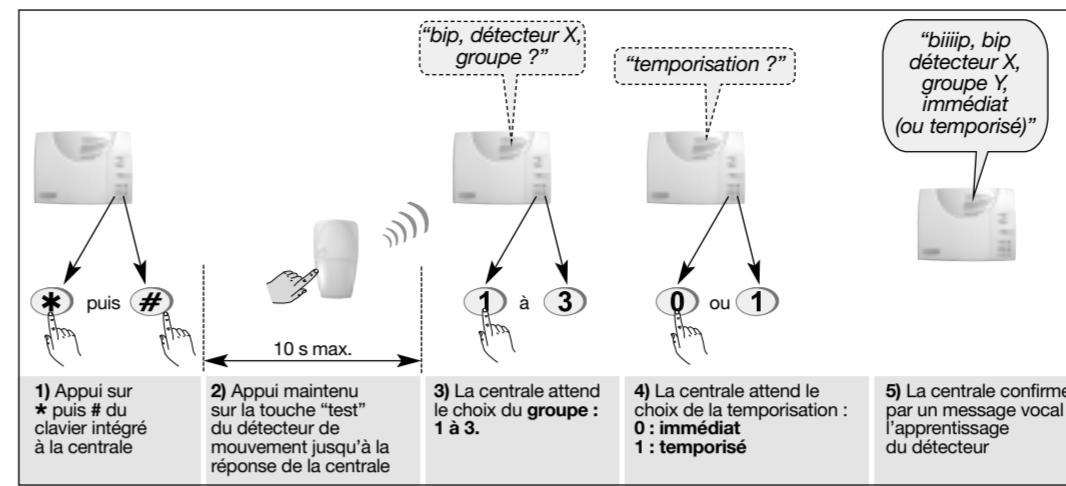 “bip, détecteur X,
groupe ?”
“temporisation ?”
“biiiip, bip
détecteur X,
groupe Y,
immédiat
(ou temporisé)”
* puis #
1 à 3
0 ou 1
10 s max.
1) Appui sur
* puis # du
clavier intégré
à la centrale
2) Appui maintenu
sur la touche “test”
du détecteur de
mouvement jusqu’à la
réponse de la centrale
3) La centrale attend
le choix du groupe :
1 à 3.
4) La centrale attend le
choix de la temporisation :
0 : immédiat
1 : temporisé
5) La centrale confirme
par un message vocal
l’apprentissage
du détecteur